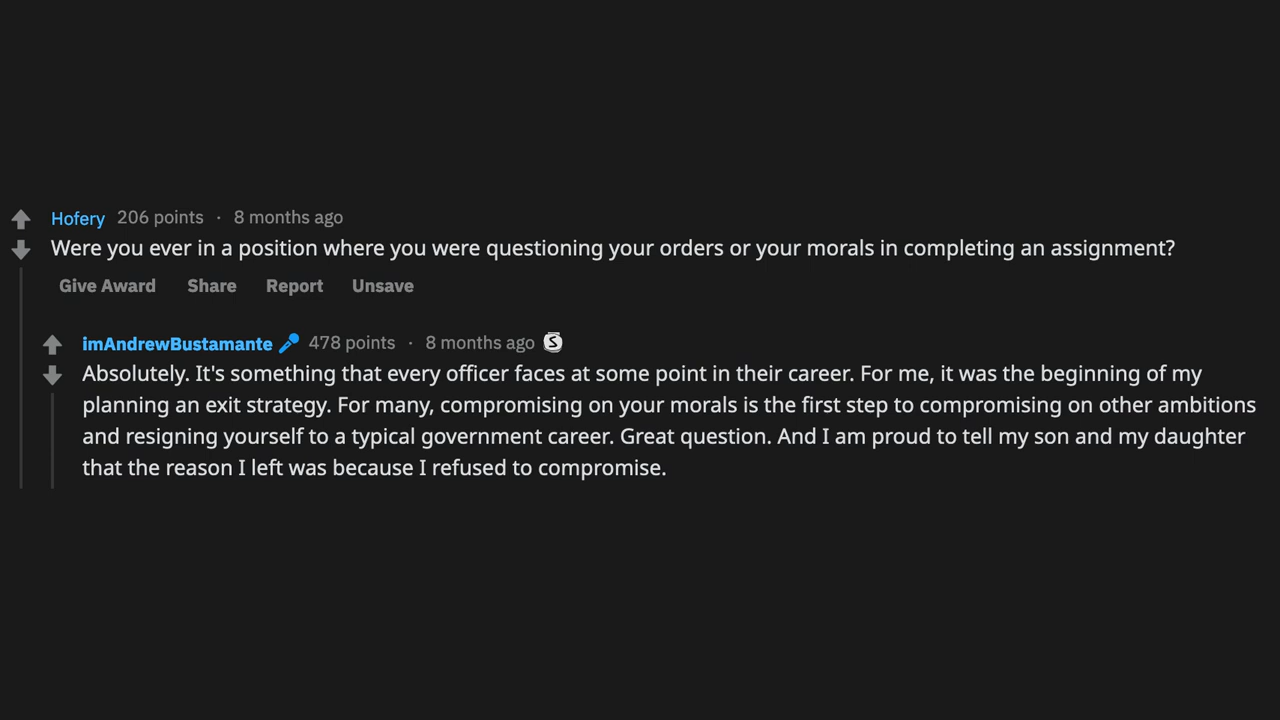 Hofery 206 points · 8 months ago
Were you ever in a position where you were questioning your orders or your morals in completing an assignment?
Give Award Share Report Unsave
imAndrewBustamante 478 points · 8 months ago S
Absolutely. It's something that every officer faces at some point in their career. For me, it was the beginning of my
planning an exit strategy. For many, compromising on your morals is the first step to compromising on other ambitions
and resigning yourself to a typical government career. Great question. And I am proud to tell my son and my daughter
that the reason I left was because I refused to compromise.